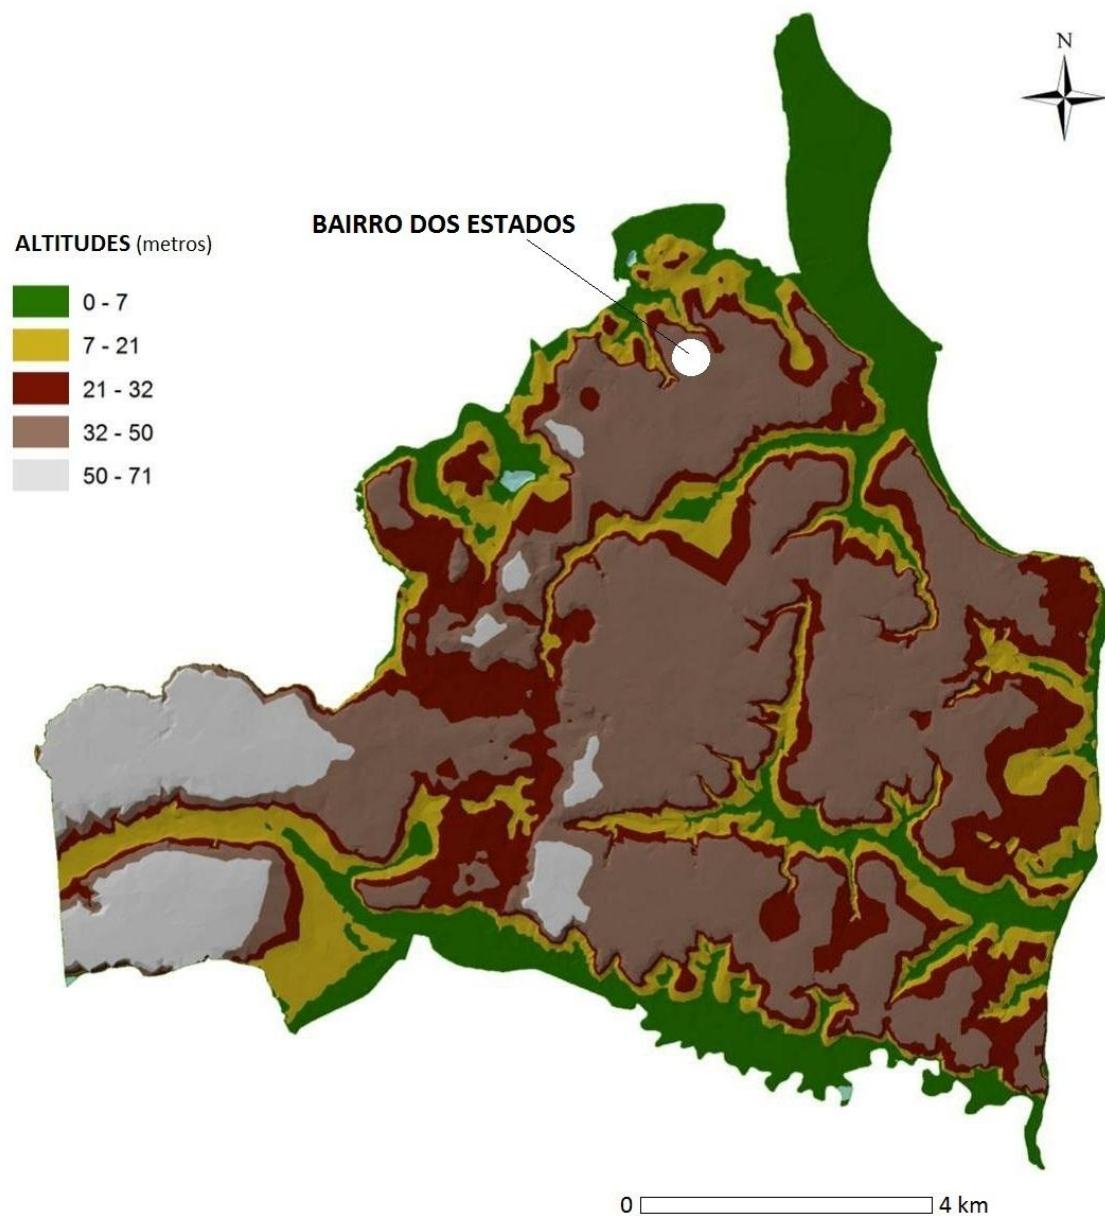 N
BAIRRO DOS ESTADOS
ALTITUDES (metros)
0 - 7
7 - 21
21 - 32
32 - 50
50 - 71
0 4 km